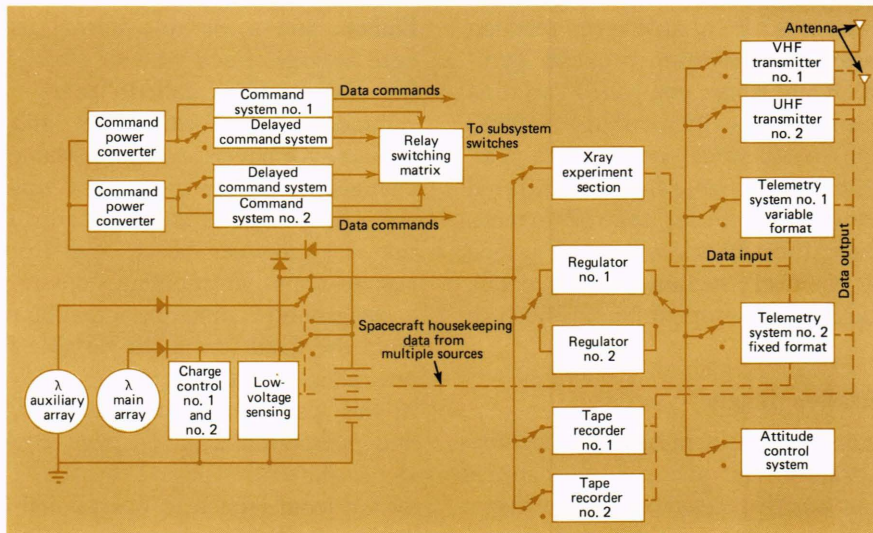 Antenna
VHF
transmitter
no. 1
UHF
transmitter
no. 2
Command
system no. 1
Data commands
Command
power
converter
Delayed
command system
Relay
switching
matrix
To subsystem
switches
Command
power
converter
Delayed
command system
Command
system no. 2
Data commands
Xray
experiment
section
Telemetry
system no. 1
variable
format
Data input
Data output
Regulator
no. 1
Regulator
no. 2
Telemetry
system no. 2
fixed format
Spacecraft housekeeping
data from
multiple sources
λ
auxiliary
array
λ
main
array
Charge
control
no. 1
and
no. 2
Low-
voltage
sensing
Tape
recorder
no. 1
Tape
recorder
no. 2
Attitude
control
system